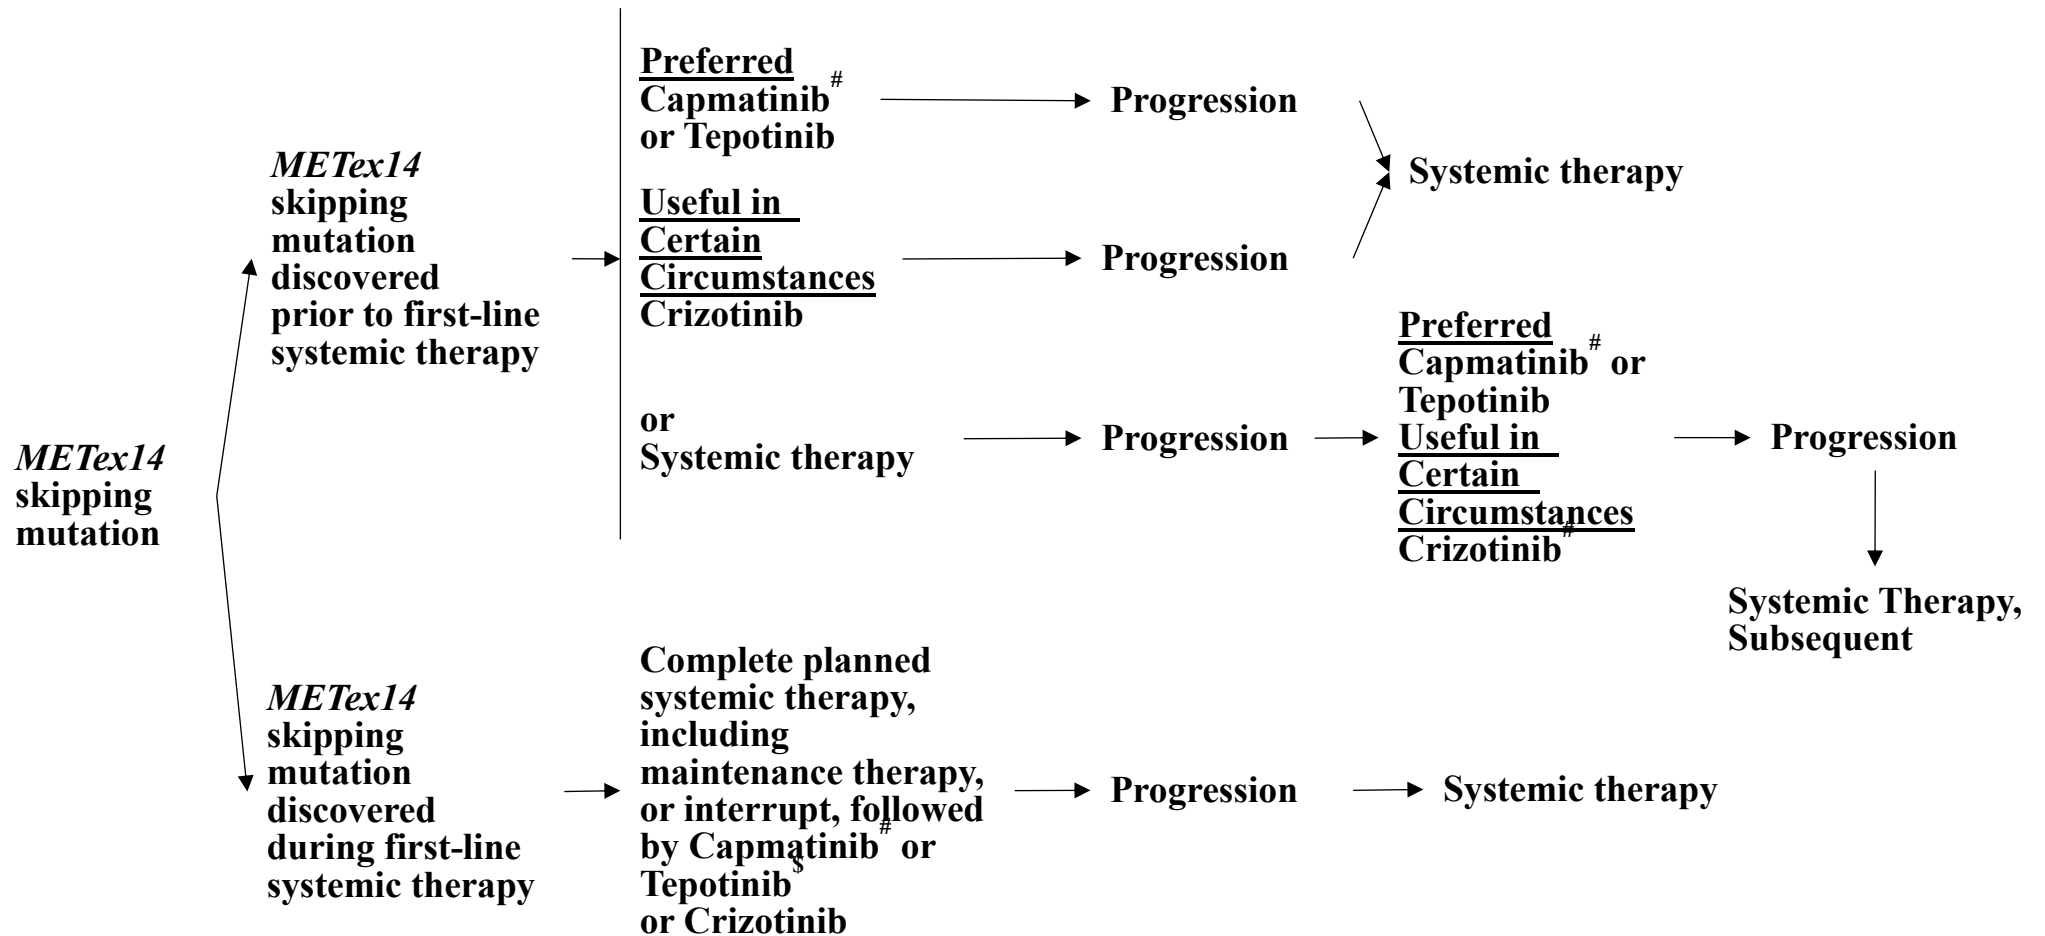 METex14
skipping
mutation
METex14
skipping
mutation
discovered
prior to first-line
systemic therapy
Preferred
Capmatinib#
or Tepotinib
Progression
Useful in
Certain
Circumstances
Crizotinib
Progression
Systemic therapy
or
Systemic therapy
Progression
Preferred
Capmatinib# or
Tepotinib
Useful in
Certain
Circumstances
Crizotinib#
Progression
Systemic Therapy,
Subsequent
METex14
skipping
mutation
discovered
during first-line
systemic therapy
Complete planned
systemic therapy,
including
maintenance therapy,
or interrupt, followed
by Capmatinib# or
Tepotinib$
or Crizotinib
Progression
Systemic therapy